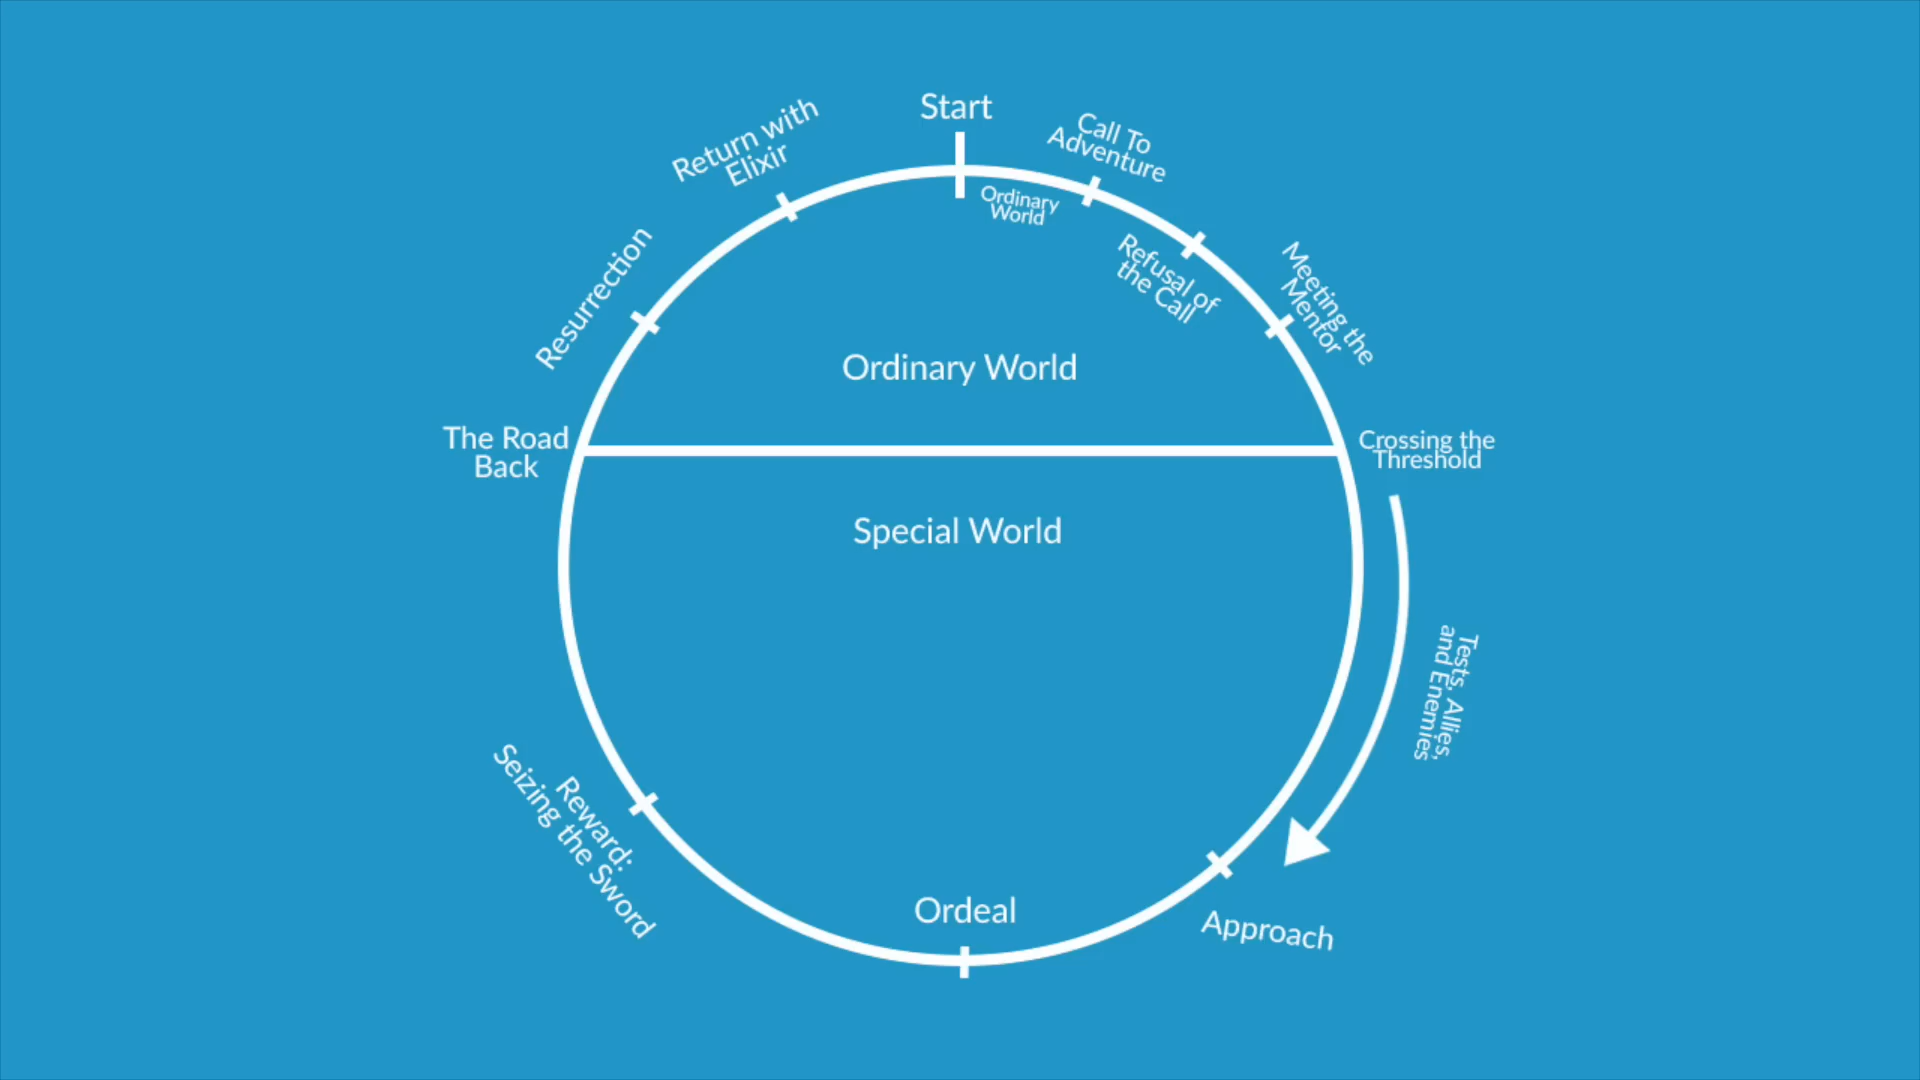 Start
Ordinary
World
Call To
Adventure
Refusal of
the Call
Meeting the
Mentor
Crossing the
Threshold
Tests, Allies,
and Enemies
Approach
Ordeal
Reward:
Seizing the Sword
The Road
Back
Resurrection
Return with
Elixir
Ordinary World
Special World